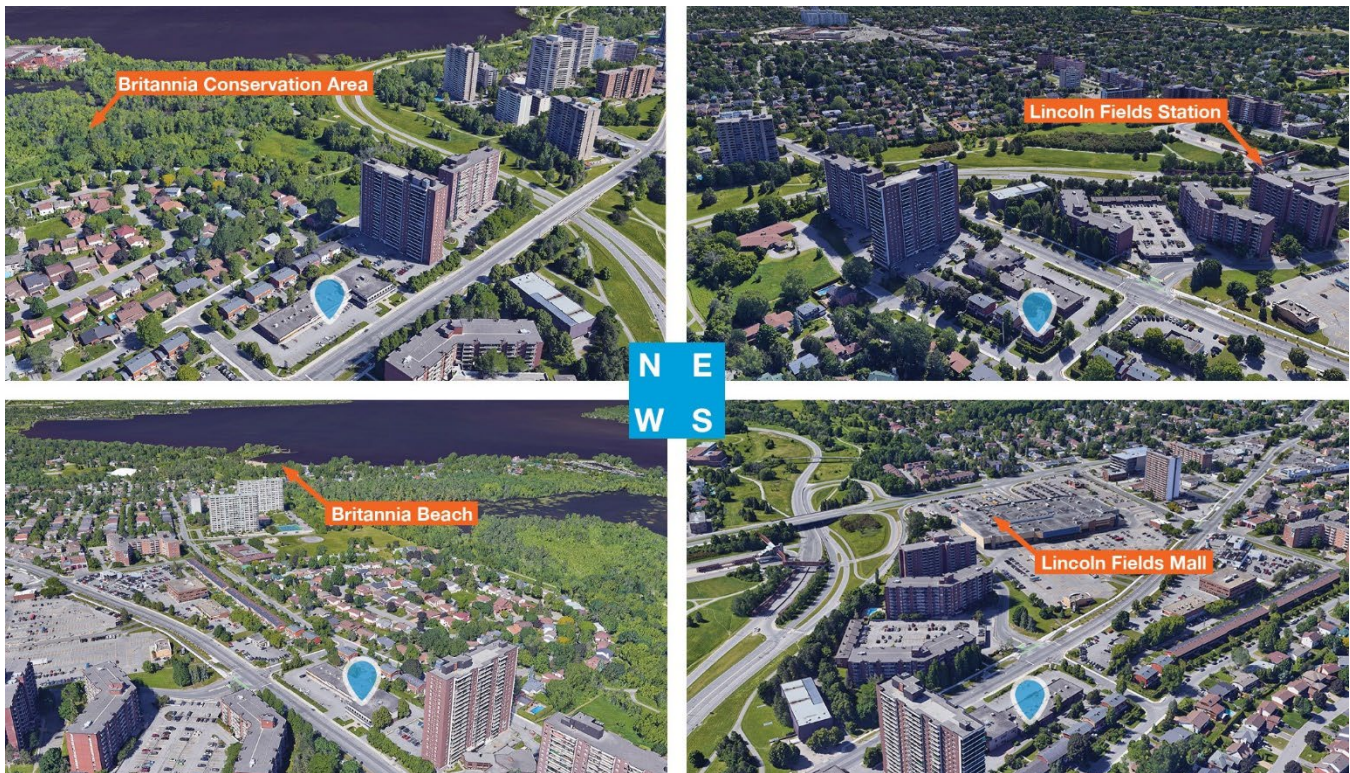 Britannia Conservation Area
Lincoln Fields Station
N E
W S
Britannia Beach
Lincoln Fields Mall